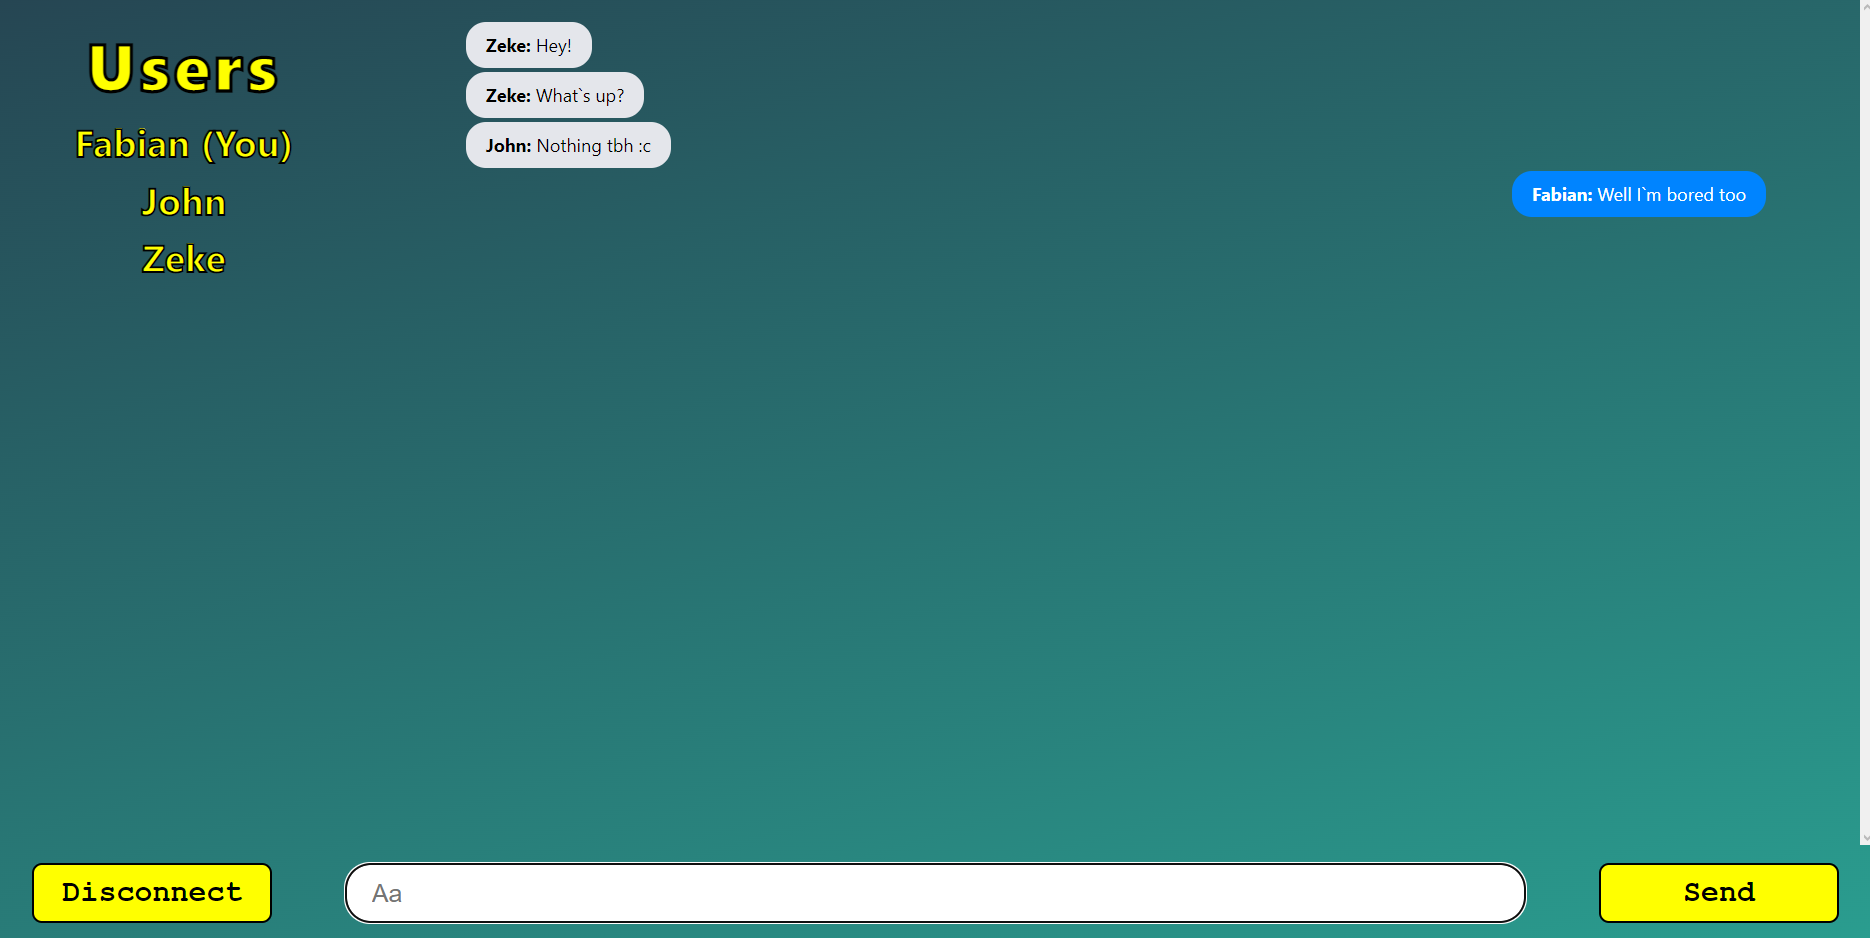 Users
Fabian (You)
John
Zeke
Zeke: Hey!
Zeke: What`s up?
John: Nothing tbh :c
Fabian: Well I`m bored too
Disconnect
Aa
Send